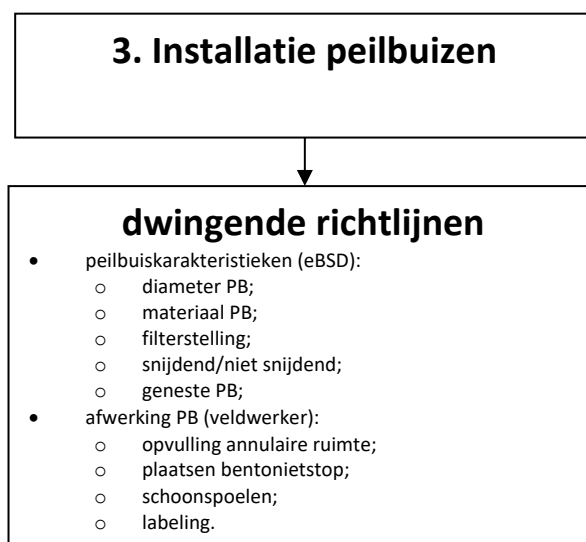 3. Installatie peilbuizen
dwingende richtlijnen
• peilbuiskarakteristieken (eBSD):
o diameter PB;
o materiaal PB;
o filterstelling;
o snijdend/niet snijdend;
o geneste PB;
• afwerking PB (veldwerker):
o opvulling annulaire ruimte;
o plaatsen bentonietstop;
o schoonspoelen;
o labeling.